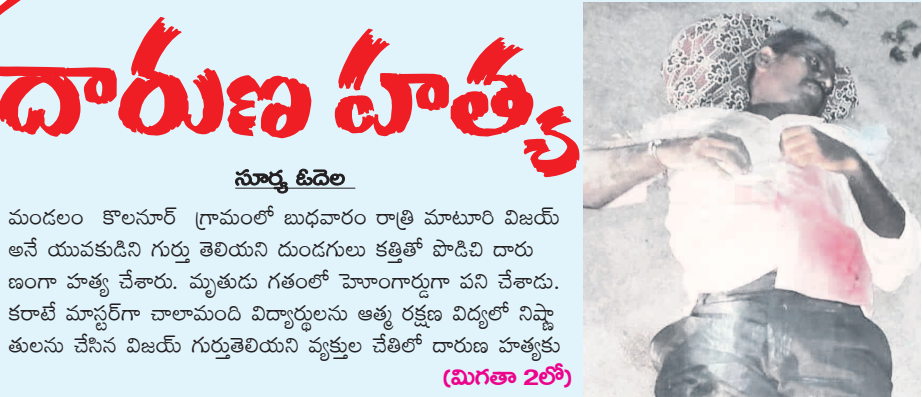 దారుణ హత్య
సూర్య ఓదెల
మండలం కొలనూర్ గ్రామంలో బుధవారం రాత్రి మాటూరి విజయ్
అనే యువకుడిని గుర్తు తెలియని దుండగులు కత్తితో పొడిచి దారు
ణంగా హత్య చేశారు. మృతుడు గతంలో హెూంగార్డుగా పని చేశాడు.
కరాటే మాస్టర్‌గా చాలామంది విద్యార్థులను ఆత్మ రక్షణ విద్యలో నిష్ణా
తులను చేసిన విజయ్ గుర్తుతెలియని వ్యక్తుల చేతిలో దారుణ హత్యకు
(మిగతా 2లో)